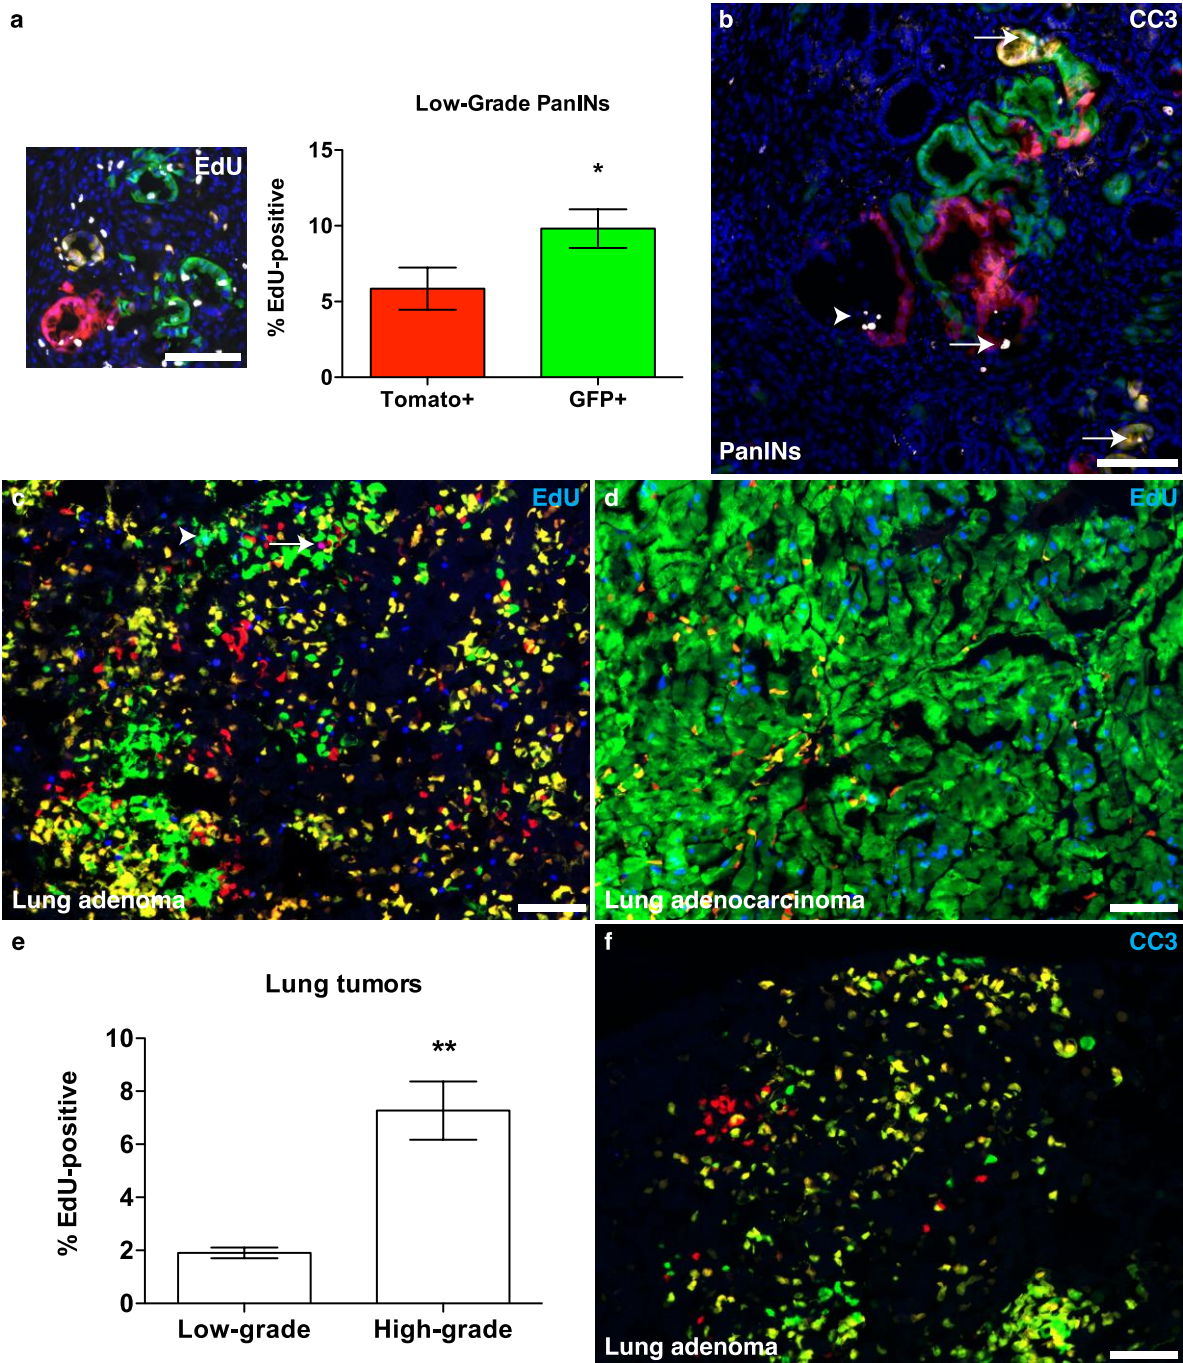 a
EdU
Low-Grade PanINs
% EdU-positive
15
10
5
0
*
Tomato+
GFP+
b
CC3
PanINs
c
EdU
Lung adenoma
d
EdU
Lung adenocarcinoma
e
Lung tumors
% EdU-positive
10
8
6
4
2
0
**
Low-grade
High-grade
f
CC3
Lung adenoma